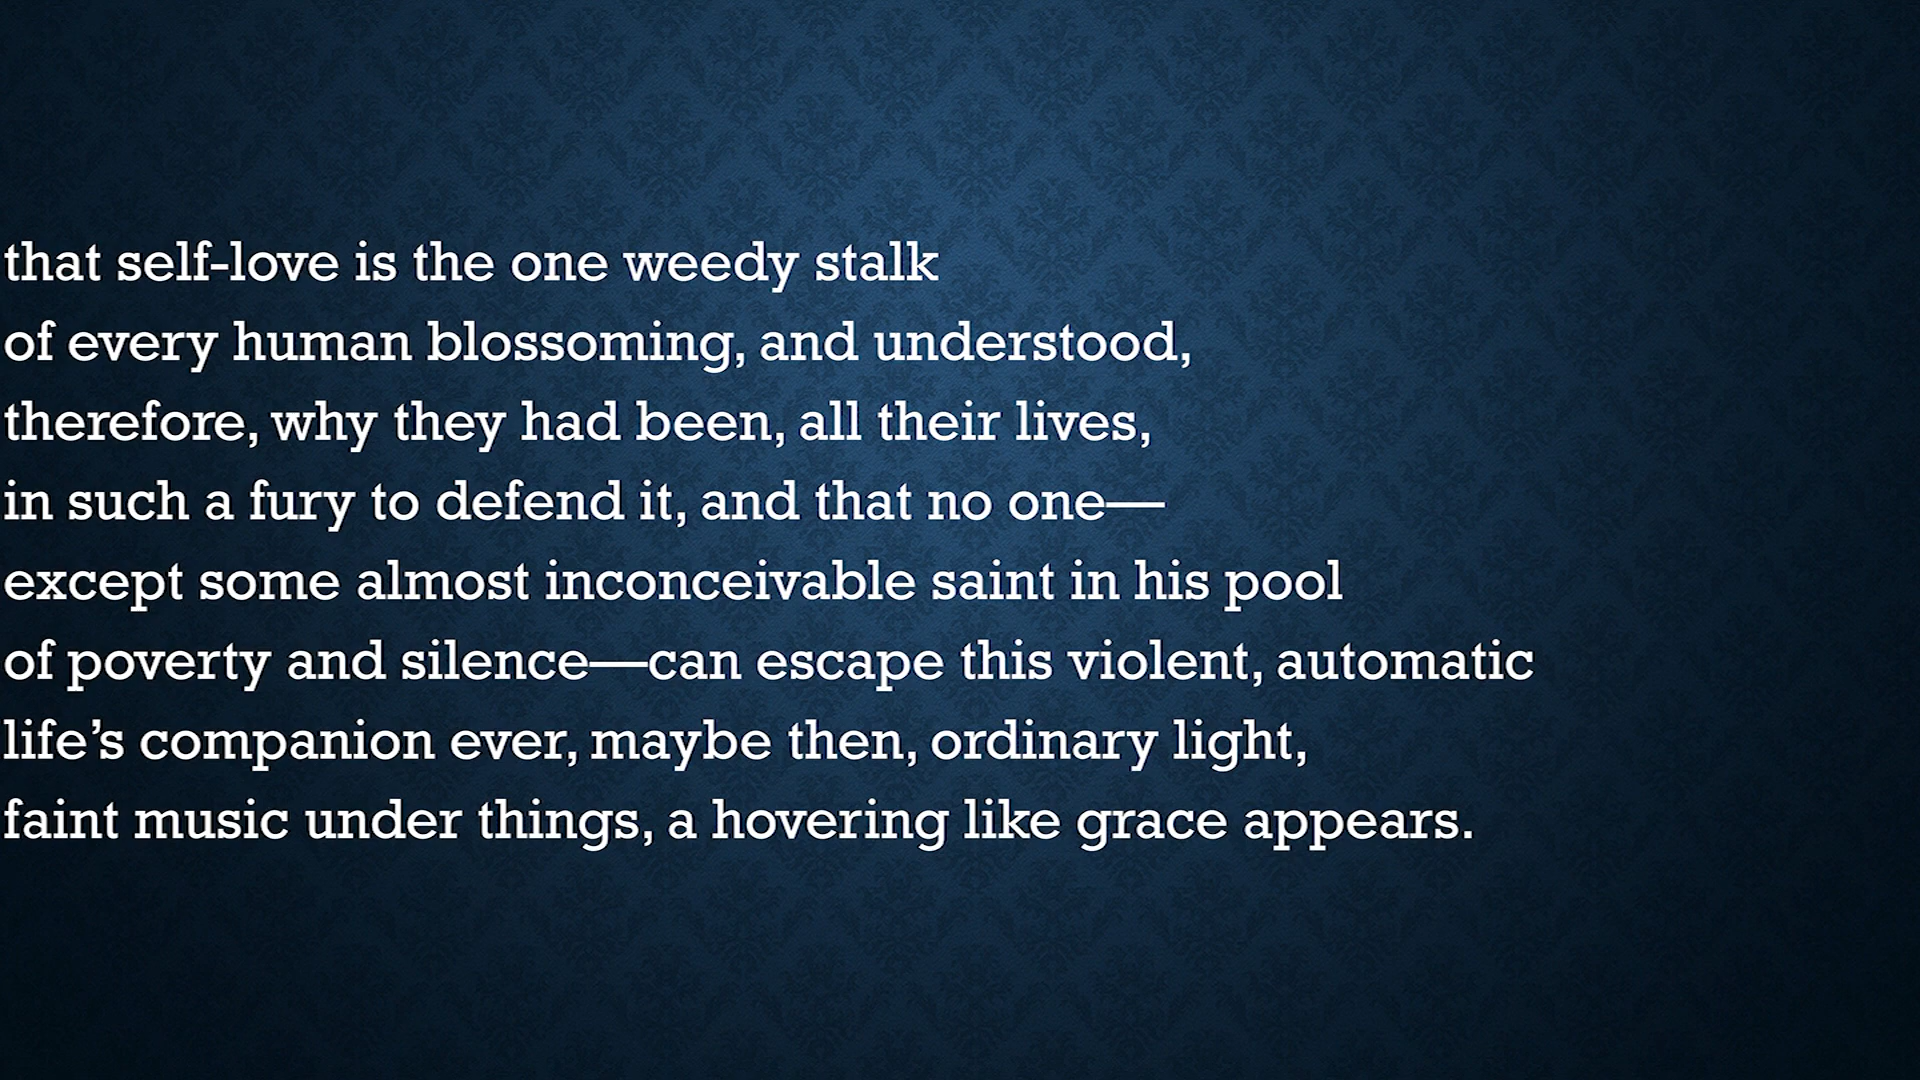 that self-love is the one weedy stalk
of every human blossoming, and understood,
therefore, why they had been, all their lives,
in such a fury to defend it, and that no one—
except some almost inconceivable saint in his pool
of poverty and silence—can escape this violent, automatic
life’s companion ever, maybe then, ordinary light,
faint music under things, a hovering like grace appears.